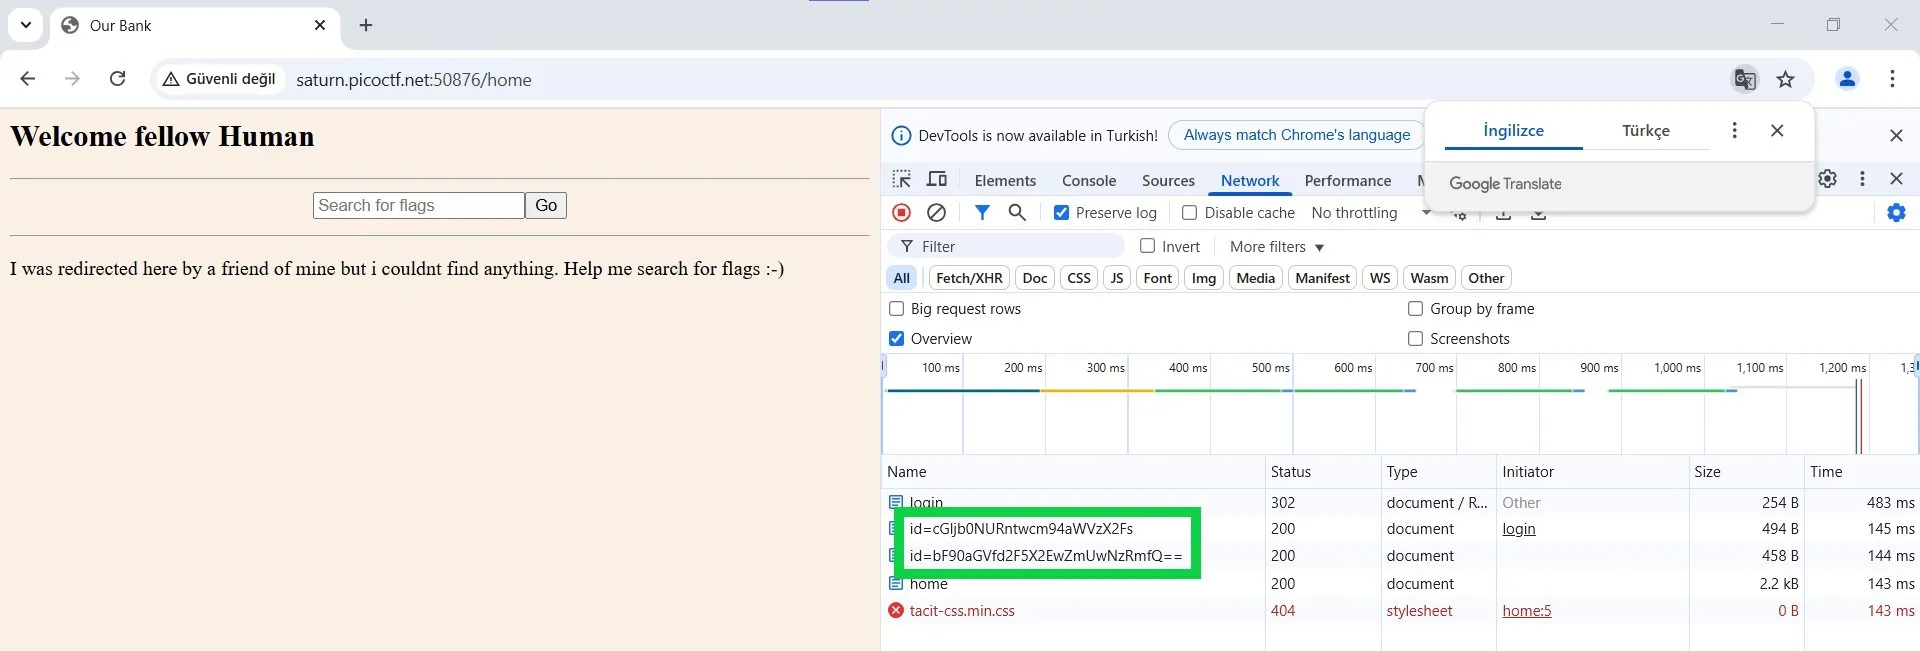 Our Bank
Güvenli değil saturn.picoctf.net:50876/home
Welcome fellow Human
Search for flags Go
I was redirected here by a friend of mine but i couldnt find anything. Help me search for flags :-)
DevTools is now available in Turkish! Always match Chrome's language
İngilizce Türkçe
Google Translate
Elements Console Sources Network Performance
Preserve log Disable cache No throttling
Filter Invert More filters
All Fetch/XHR Doc CSS JS Font Img Media Manifest WS Wasm Other
Big request rows Group by frame
Overview Screenshots
100 ms 200 ms 300 ms 400 ms 500 ms 600 ms 700 ms 800 ms 900 ms 1,000 ms 1,100 ms 1,200 ms 1,3
Name Status Type Initiator Size Time
login 302 document / R... Other 254 B 483 ms
id=cGljb0NURntwcm94aWVzX2Fs 200 document login 494 B 145 ms
id=bF90aGVfd2F5X2EwZmUwNzRmfQ== 200 document 458 B 144 ms
home 200 document 2.2 kB 143 ms
tacit-css.min.css 404 stylesheet home:5 0 B 143 ms